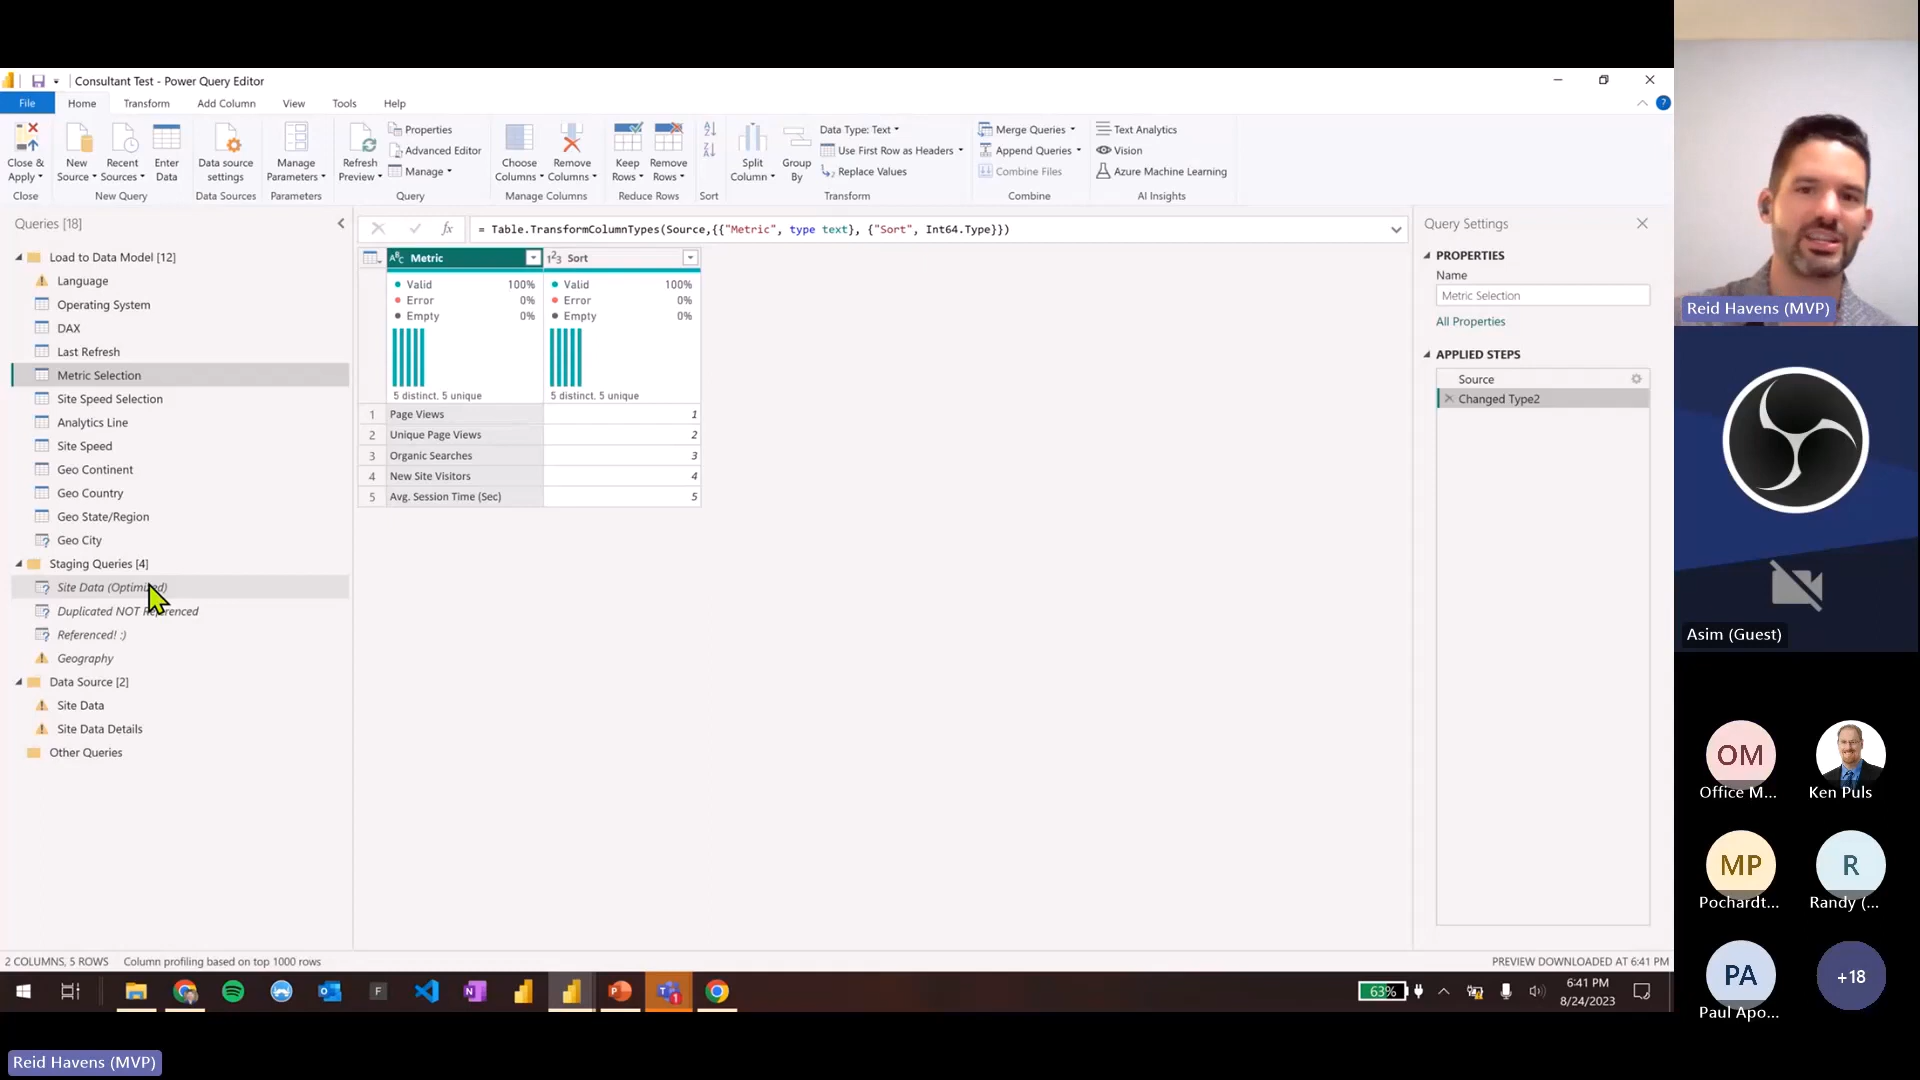 Consultant Test - Power Query Editor
File
Home
Transform
Add Column
View
Tools
Help
Close & Apply
New Source
Recent Sources
Enter Data
Data source settings
Manage Parameters
Refresh Preview
Properties
Advanced Editor
Manage
Choose Columns
Remove Columns
Keep Rows
Remove Rows
Split Column
Group By
Data Type: Text
Use First Row as Headers
Replace Values
Merge Queries
Append Queries
Combine Files
Text Analytics
Vision
Azure Machine Learning
Close
New Query
Data Sources
Parameters
Query
Manage Columns
Reduce Rows
Sort
Transform
Combine
AI Insights
Queries [18]
Load to Data Model [12]
Language
Operating System
DAX
Last Refresh
Metric Selection
Site Speed Selection
Analytics Line
Site Speed
Geo Continent
Geo Country
Geo State/Region
Geo City
Staging Queries [4]
Site Data (Optimized)
Duplicated NOT Referenced
Referenced! :)
Geography
Data Source [2]
Site Data
Site Data Details
Other Queries
fx
= Table.TransformColumnTypes(Source,{{"Metric", type text}, {"Sort", Int64.Type}})
ABC Metric
123 Sort
Valid 100%
Error 0%
Empty 0%
5 distinct, 5 unique
Valid 100%
Error 0%
Empty 0%
5 distinct, 5 unique
1 Page Views 1
2 Unique Page Views 2
3 Organic Searches 3
4 New Site Visitors 4
5 Avg. Session Time (Sec) 5
Query Settings
PROPERTIES
Name
Metric Selection
All Properties
APPLIED STEPS
Source
Changed Type2
2 COLUMNS, 5 ROWS
Column profiling based on top 1000 rows
PREVIEW DOWNLOADED AT 6:41 PM
63%
6:41 PM
8/24/2023
Reid Havens (MVP)
Asim (Guest)
OM
Office M...
Ken Puls
MP
Pochardt...
R
Randy (...
PA
Paul Apo...
+18
Reid Havens (MVP)